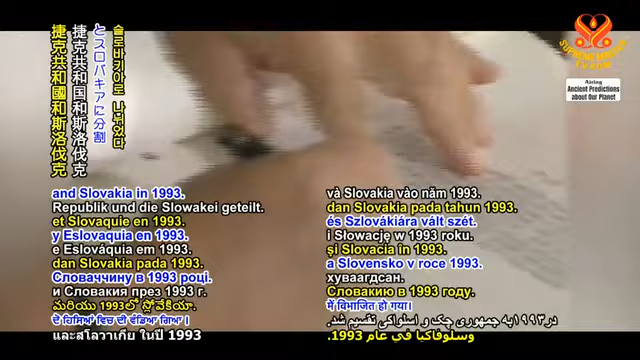 슬로바키아로 나뉘었다
とスロバキアに分割
捷克共和国和斯洛伐克
捷克共和國和斯洛伐克
SUPREME MASTER
TV.COM
Airing
Ancient Predictions
about Our Planet
and Slovakia in 1993.
Republik und die Slowakei geteilt.
et Slovaquie en 1993.
y Eslovaquia en 1993.
e Eslováquia em 1993.
dan Slovakia pada 1993.
Словаччину в 1993 році.
и Словакия през 1993 г.
మరియు 1993లో స్లోవేకియా.
ਦੋ ਹਿਸਿਆਂ ਵਿਚ ਦੀ ਵੰਡਿਆ ਗਿਆ।
และสโลวาเกีย ในปี 1993
và Slovakia vào năm 1993.
dan Slovakia pada tahun 1993.
és Szlovákiára vált szét.
i Słowację w 1993 roku.
şi Slovacia în 1993.
a Slovensko v roce 1993.
хуваагдсан.
Словакию в 1993 году.
में विभाजित हो गया।
در۱۹۹۳به جمهوری چک و اسلواکی تقسیم شد.
وسلوفاكيا في عام 1993.